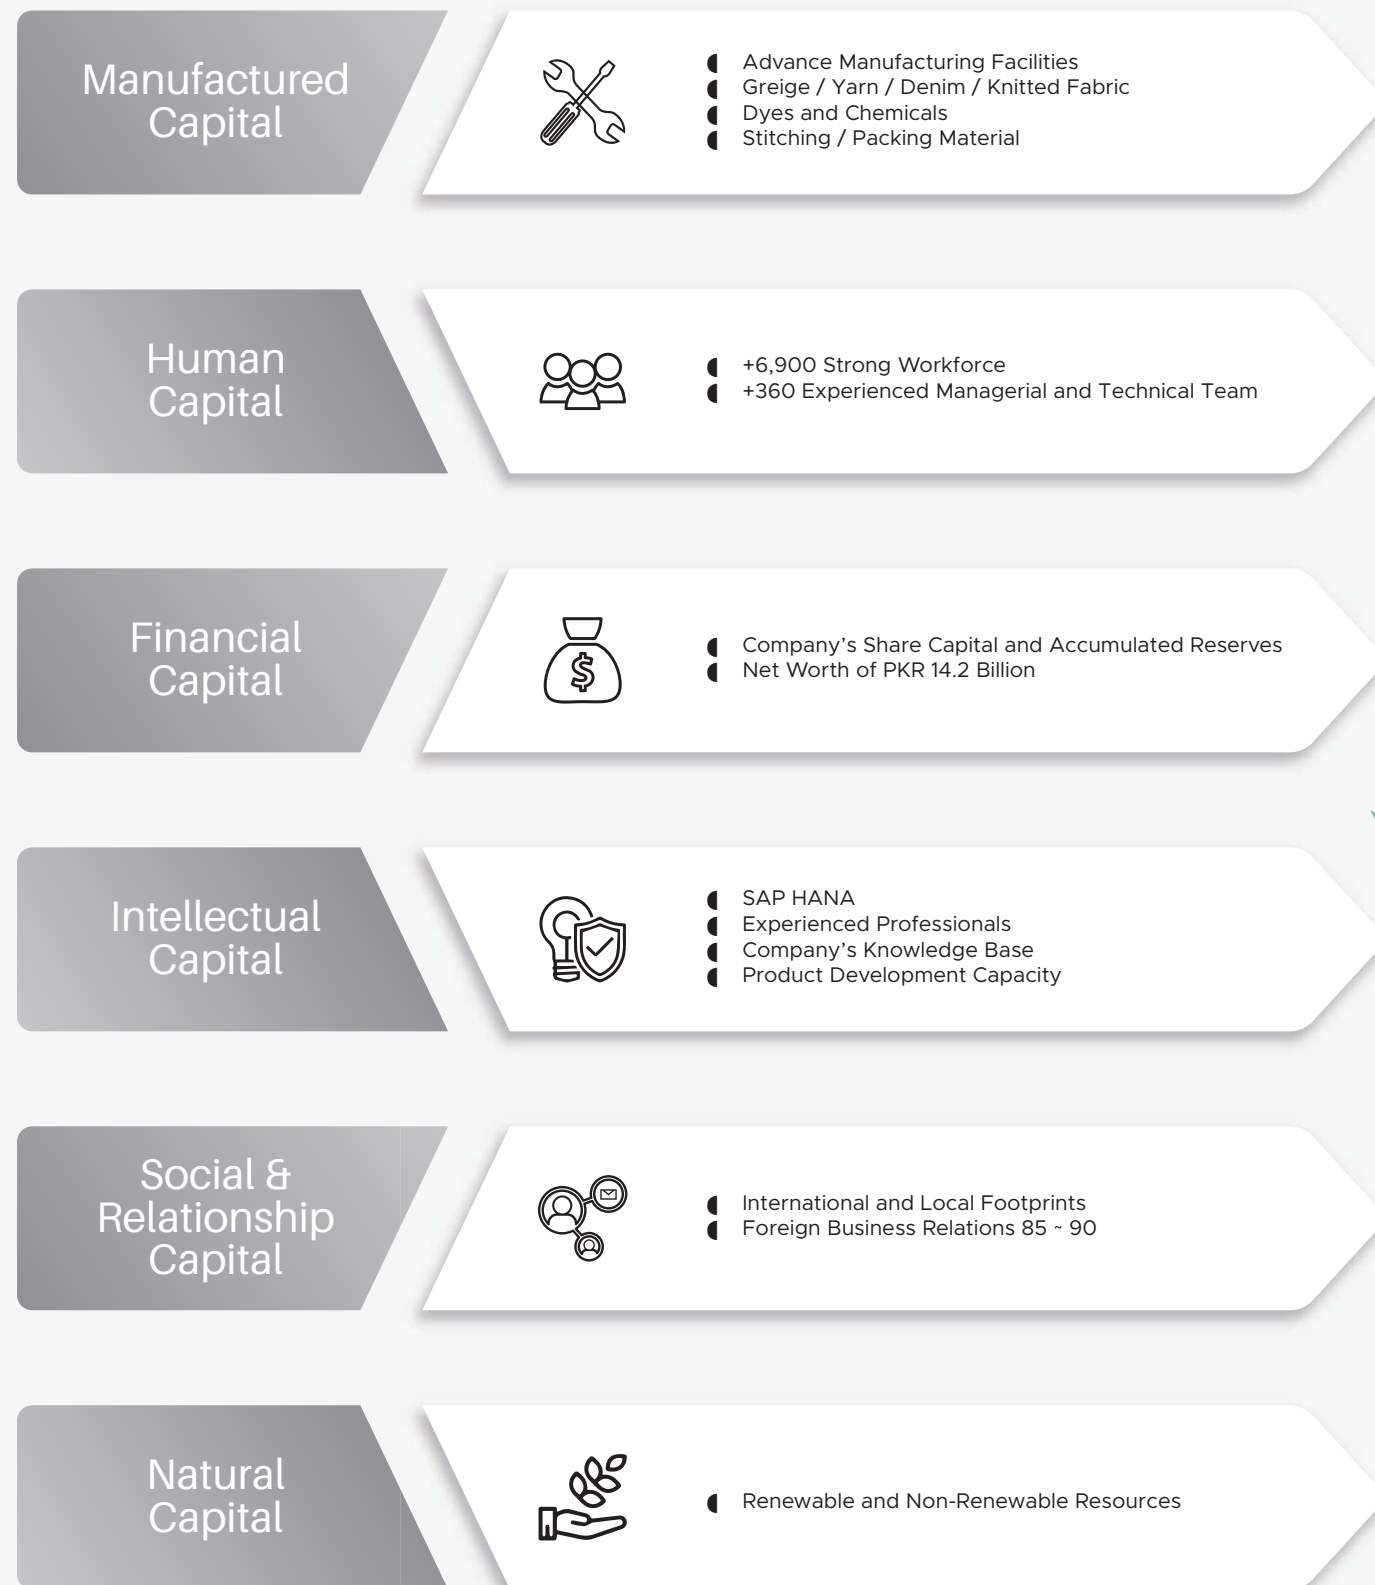 Manufactured
Capital
Advance Manufacturing Facilities
Greige / Yarn / Denim / Knitted Fabric
Dyes and Chemicals
Stitching / Packing Material
Human
Capital
+6,900 Strong Workforce
+360 Experienced Managerial and Technical Team
Financial
Capital
$
Company’s Share Capital and Accumulated Reserves
Net Worth of PKR 14.2 Billion
Intellectual
Capital
SAP HANA
Experienced Professionals
Company’s Knowledge Base
Product Development Capacity
Social &
Relationship
Capital
International and Local Footprints
Foreign Business Relations 85 ~ 90
Natural
Capital
Renewable and Non-Renewable Resources